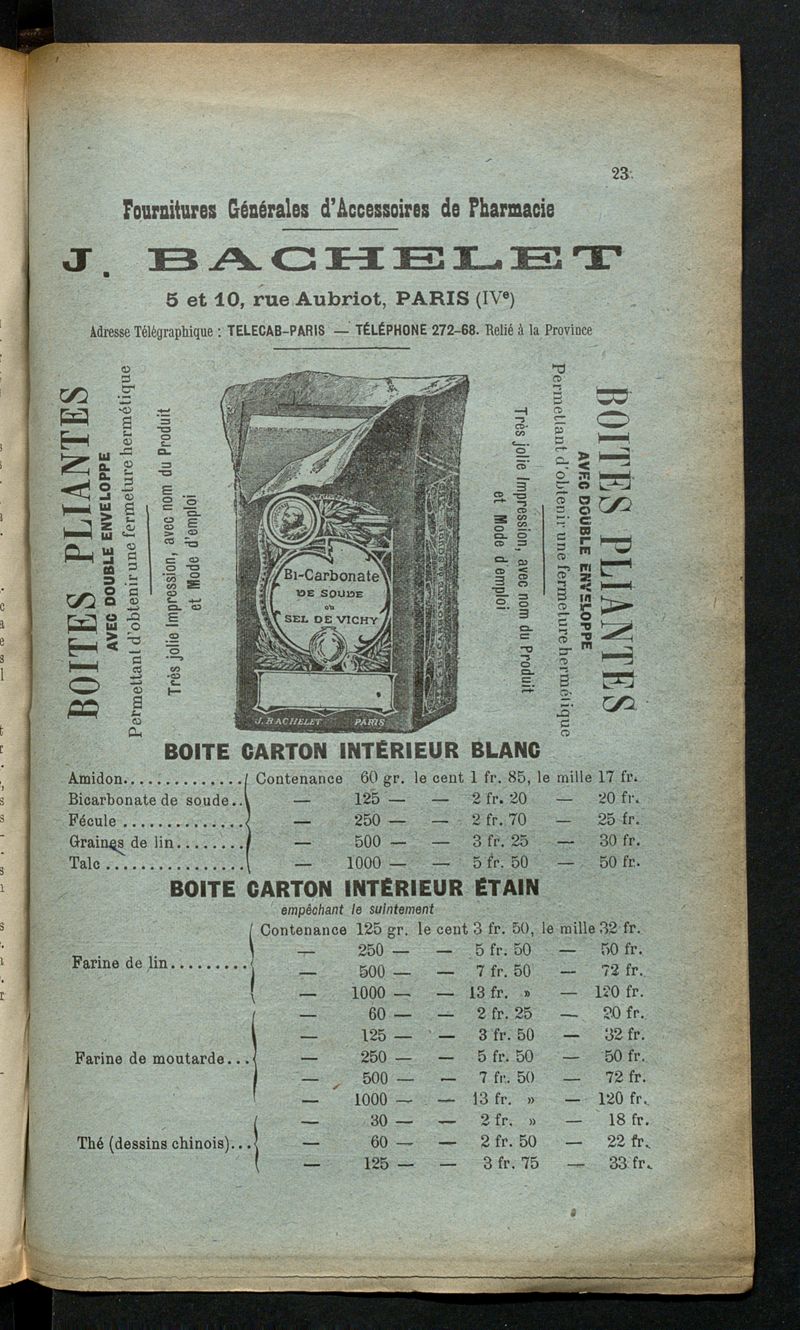 23.
Fournitures Générales d'Accessoires de Pharmacie
J. BACHELET
5 et 10, rue Aubriot, PARIS (IVᵉ)
Adresse Télégraphique : TELECAB-PARIS — TÉLÉPHONE 272-68. Relié à la Province
BOITES PLIANTES
AVEC DOUBLE ENVELOPPE
Permettant d'obtenir une fermeture hermétique
Très jolie Impression, avec nom du Produit
et Mode d'emploi
Bi-Carbonate
DE SOUDE
ou
SEL DE VICHY
J. BACHELET PARIS
Très jolie Impression, avec nom du Produit
et Mode d'emploi
Permettant d'obtenir une fermeture hermétique
AVEC DOUBLE ENVELOPPE
BOITES PLIANTES
BOITE CARTON INTÉRIEUR BLANC
Amidon.............. Contenance 60 gr. le cent 1 fr. 85, le mille 17 fr.
Bicarbonate de soude.. — 125 — — 2 fr. 20 — 20 fr.
Fécule .............. — 250 — — 2 fr. 70 — 25 fr.
Graines de lin........ — 500 — — 3 fr. 25 — 30 fr.
Talc ................ — 1000 — — 5 fr. 50 — 50 fr.
BOITE CARTON INTÉRIEUR ÉTAIN
empêchant le suintement
Contenance 125 gr. le cent 3 fr. 50, le mille 32 fr.
— 250 — — 5 fr. 50 — 50 fr.
Farine de lin......... — 500 — — 7 fr. 50 — 72 fr.
— 1000 — — 13 fr. » — 120 fr.
— 60 — — 2 fr. 25 — 20 fr.
— 125 — — 3 fr. 50 — 32 fr.
Farine de moutarde... — 250 — — 5 fr. 50 — 50 fr.
— 500 — — 7 fr. 50 — 72 fr.
— 1000 — — 13 fr. » — 120 fr.
— 30 — — 2 fr. » — 18 fr.
Thé (dessins chinois)... — 60 — — 2 fr. 50 — 22 fr.
— 125 — — 3 fr. 75 — 33 fr.